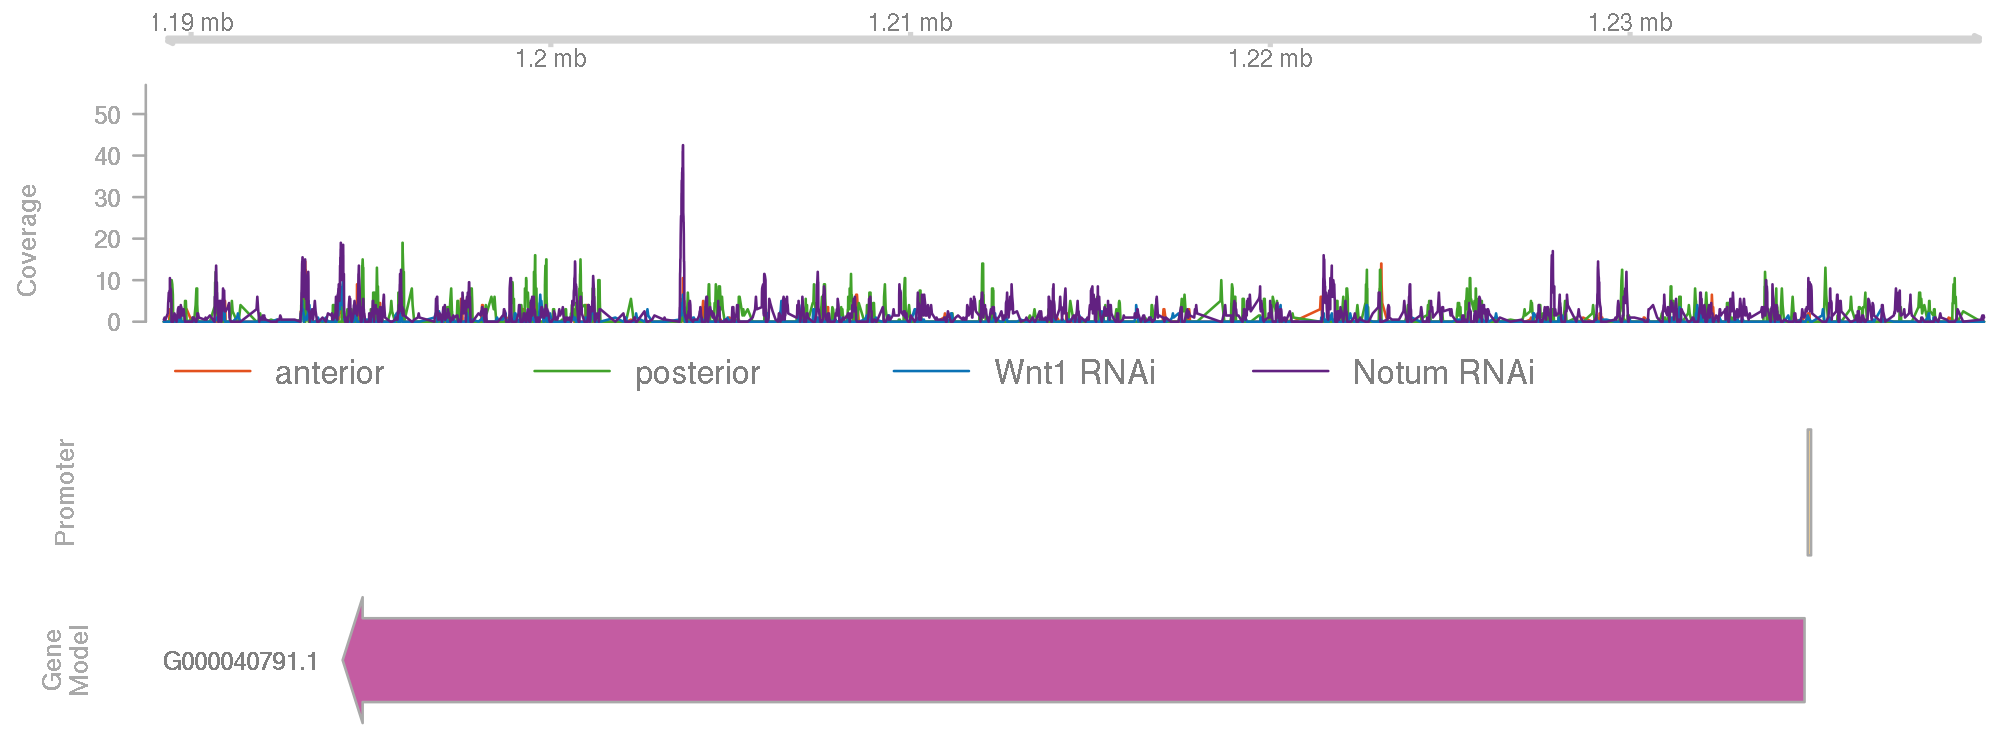 1.19 mb
1.21 mb
1.23 mb
1.2 mb
1.22 mb
Coverage
50
40
30
20
10
0
anterior posterior Wnt1 RNAi Notum RNAi
Promoter
Gene
Model
G000040791.1